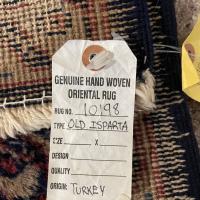 GENUINE HAND WOVEN
ORIENTAL RUG
RUG NO. 10198
TYPE OLD ISPARTA
SIZE X
DESIGN
QUALITY
ORIGIN: TURKEY